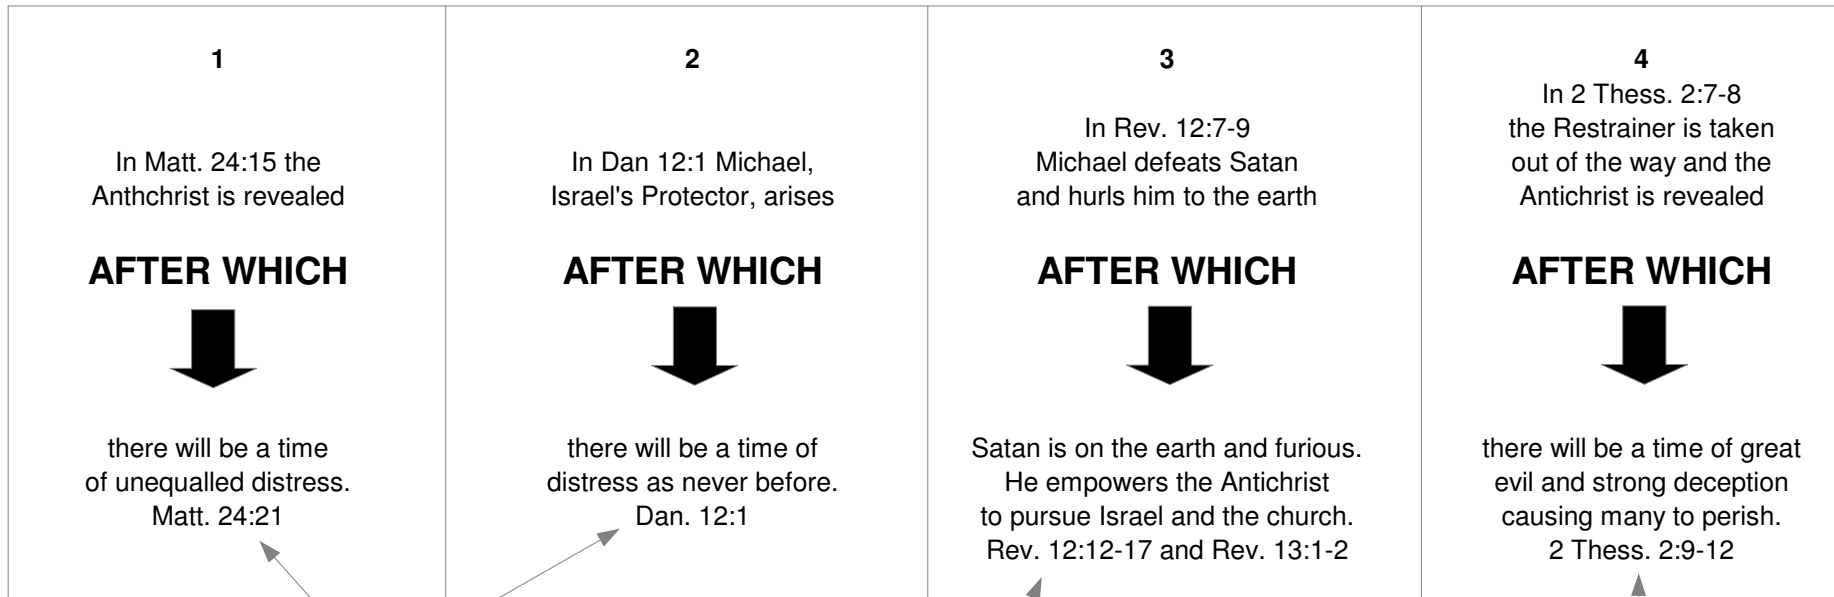 1
In Matt. 24:15 the
Anthchrist is revealed
AFTER WHICH
there will be a time
of unequalled distress.
Matt. 24:21
2
In Dan 12:1 Michael,
Israel's Protector, arises
AFTER WHICH
there will be a time of
distress as never before.
Dan. 12:1
3
In Rev. 12:7-9
Michael defeats Satan
and hurls him to the earth
AFTER WHICH
Satan is on the earth and furious.
He empowers the Antichrist
to pursue Israel and the church.
Rev. 12:12-17 and Rev. 13:1-2
4
In 2 Thess. 2:7-8
the Restrainer is taken
out of the way and the
Antichrist is revealed
AFTER WHICH
there will be a time of great
evil and strong deception
causing many to perish.
2 Thess. 2:9-12